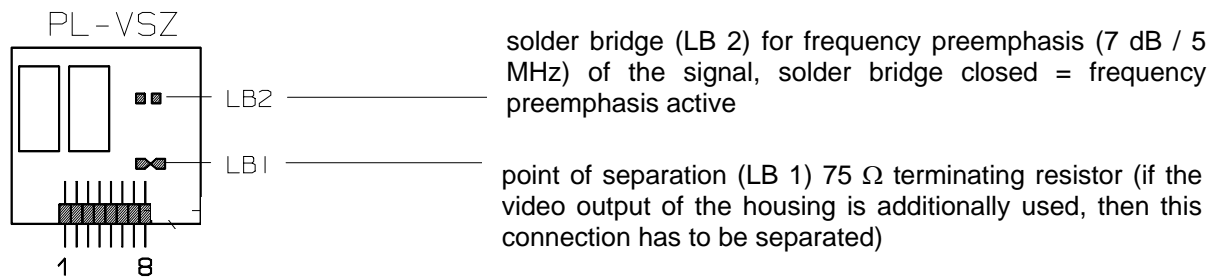 PL-VSZ
solder bridge (LB 2) for frequency preemphasis (7 dB / 5
MHz) of the signal, solder bridge closed = frequency
preemphasis active
LB2
point of separation (LB 1) 75 Ω terminating resistor (if the
video output of the housing is additionally used, then this
connection has to be separated)
LB1
1 8